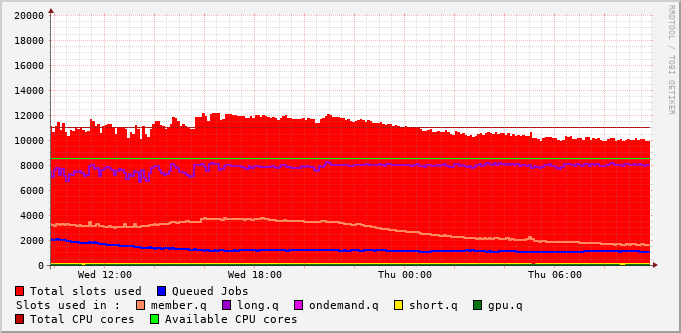 20000
18000
16000
14000
12000
10000
8000
6000
4000
2000
0
Wed 12:00 Wed 18:00 Thu 00:00 Thu 06:00
RRDTOOL / TOBI OETIKER
Total slots used Queued Jobs
Slots used in : member.q long.q ondemand.q short.q gpu.q
Total CPU cores Available CPU cores